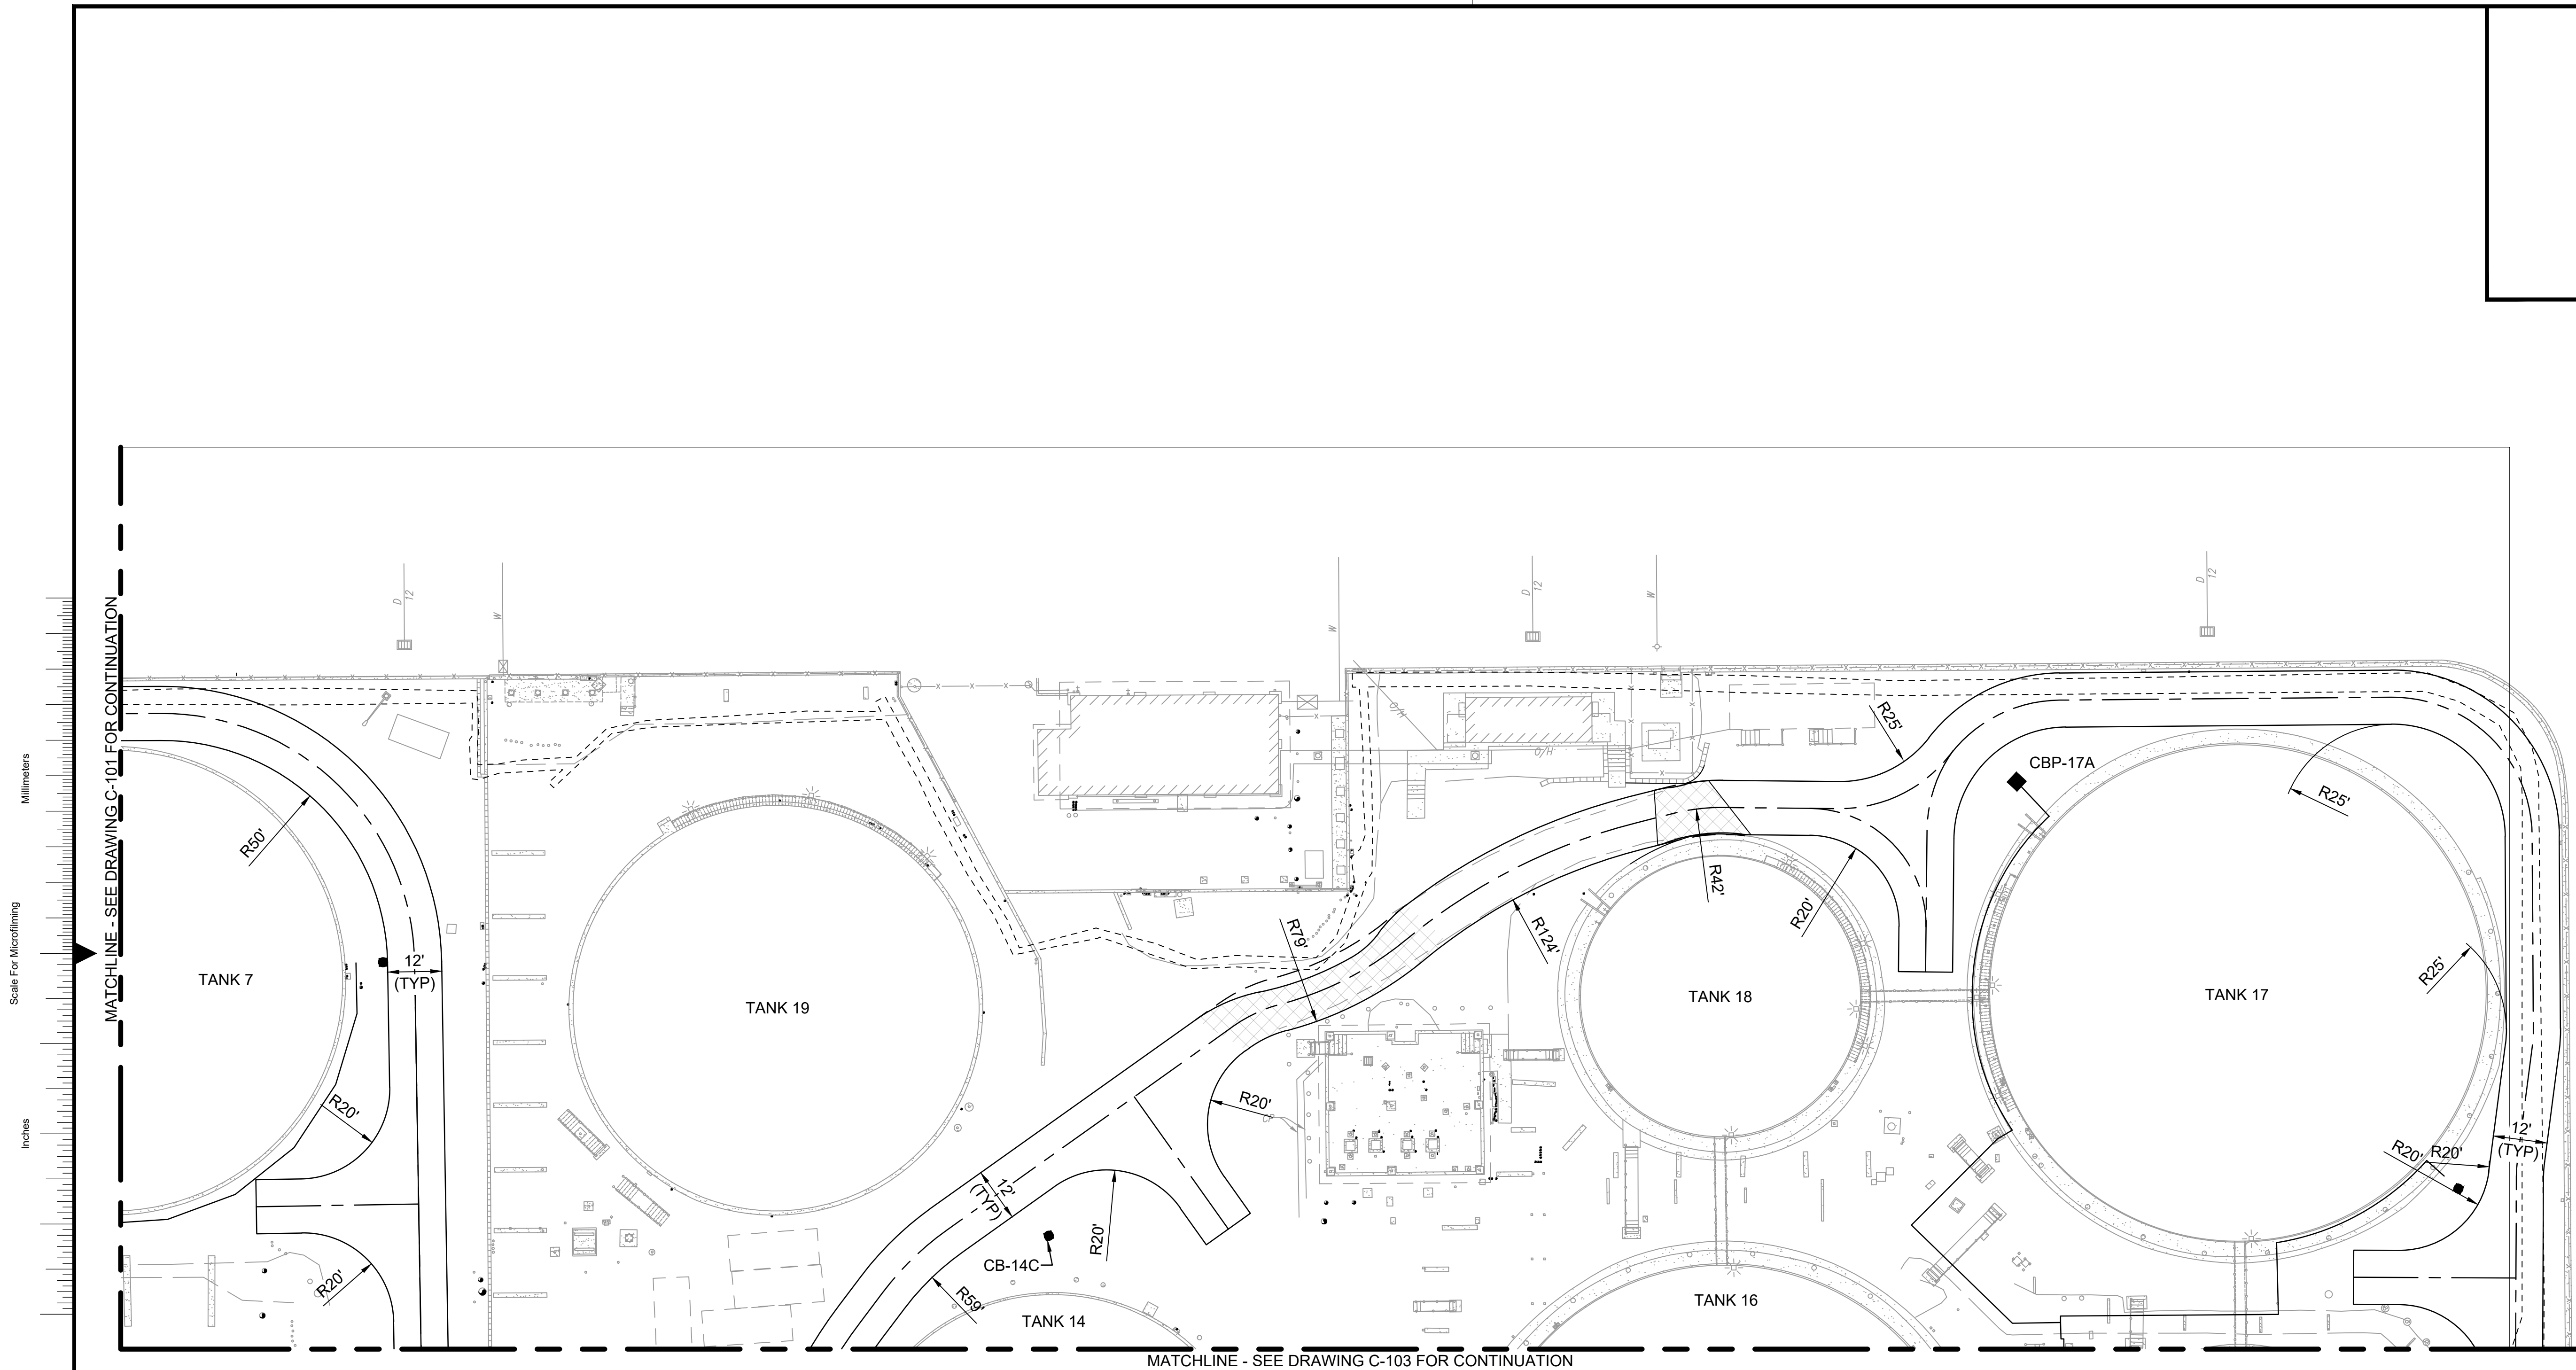 D
12
W
W
D
12
W
D
12
O/H
O/H
R25'
CBP-17A
R25'
R50'
R42'
R20'
R79'
R124'
12'
(TYP)
TANK 7
TANK 19
TANK 18
TANK 17
R25'
R20'
R20'
12'
(TYP)
R20'
R20'
12'
(TYP)
R20'
CB-14C
R20'
R59'
TANK 14
TANK 16
MATCHLINE - SEE DRAWING C-101 FOR CONTINUATION
MATCHLINE - SEE DRAWING C-103 FOR CONTINUATION
Millimeters
Scale For Microfilming
Inches